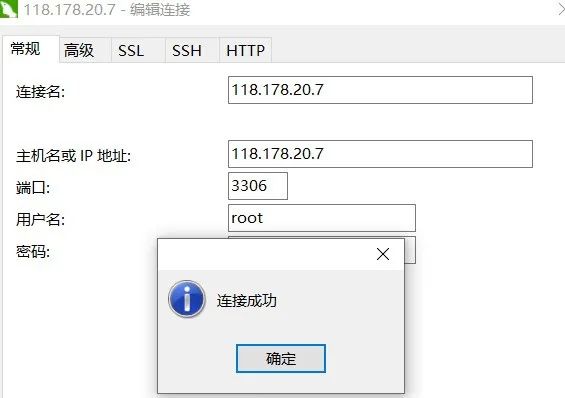 118.178.20.7 - 编辑连接
常规 高级 SSL SSH HTTP
连接名: 118.178.20.7
主机名或 IP 地址: 118.178.20.7
端口: 3306
用户名: root
密码:
连接成功
确定